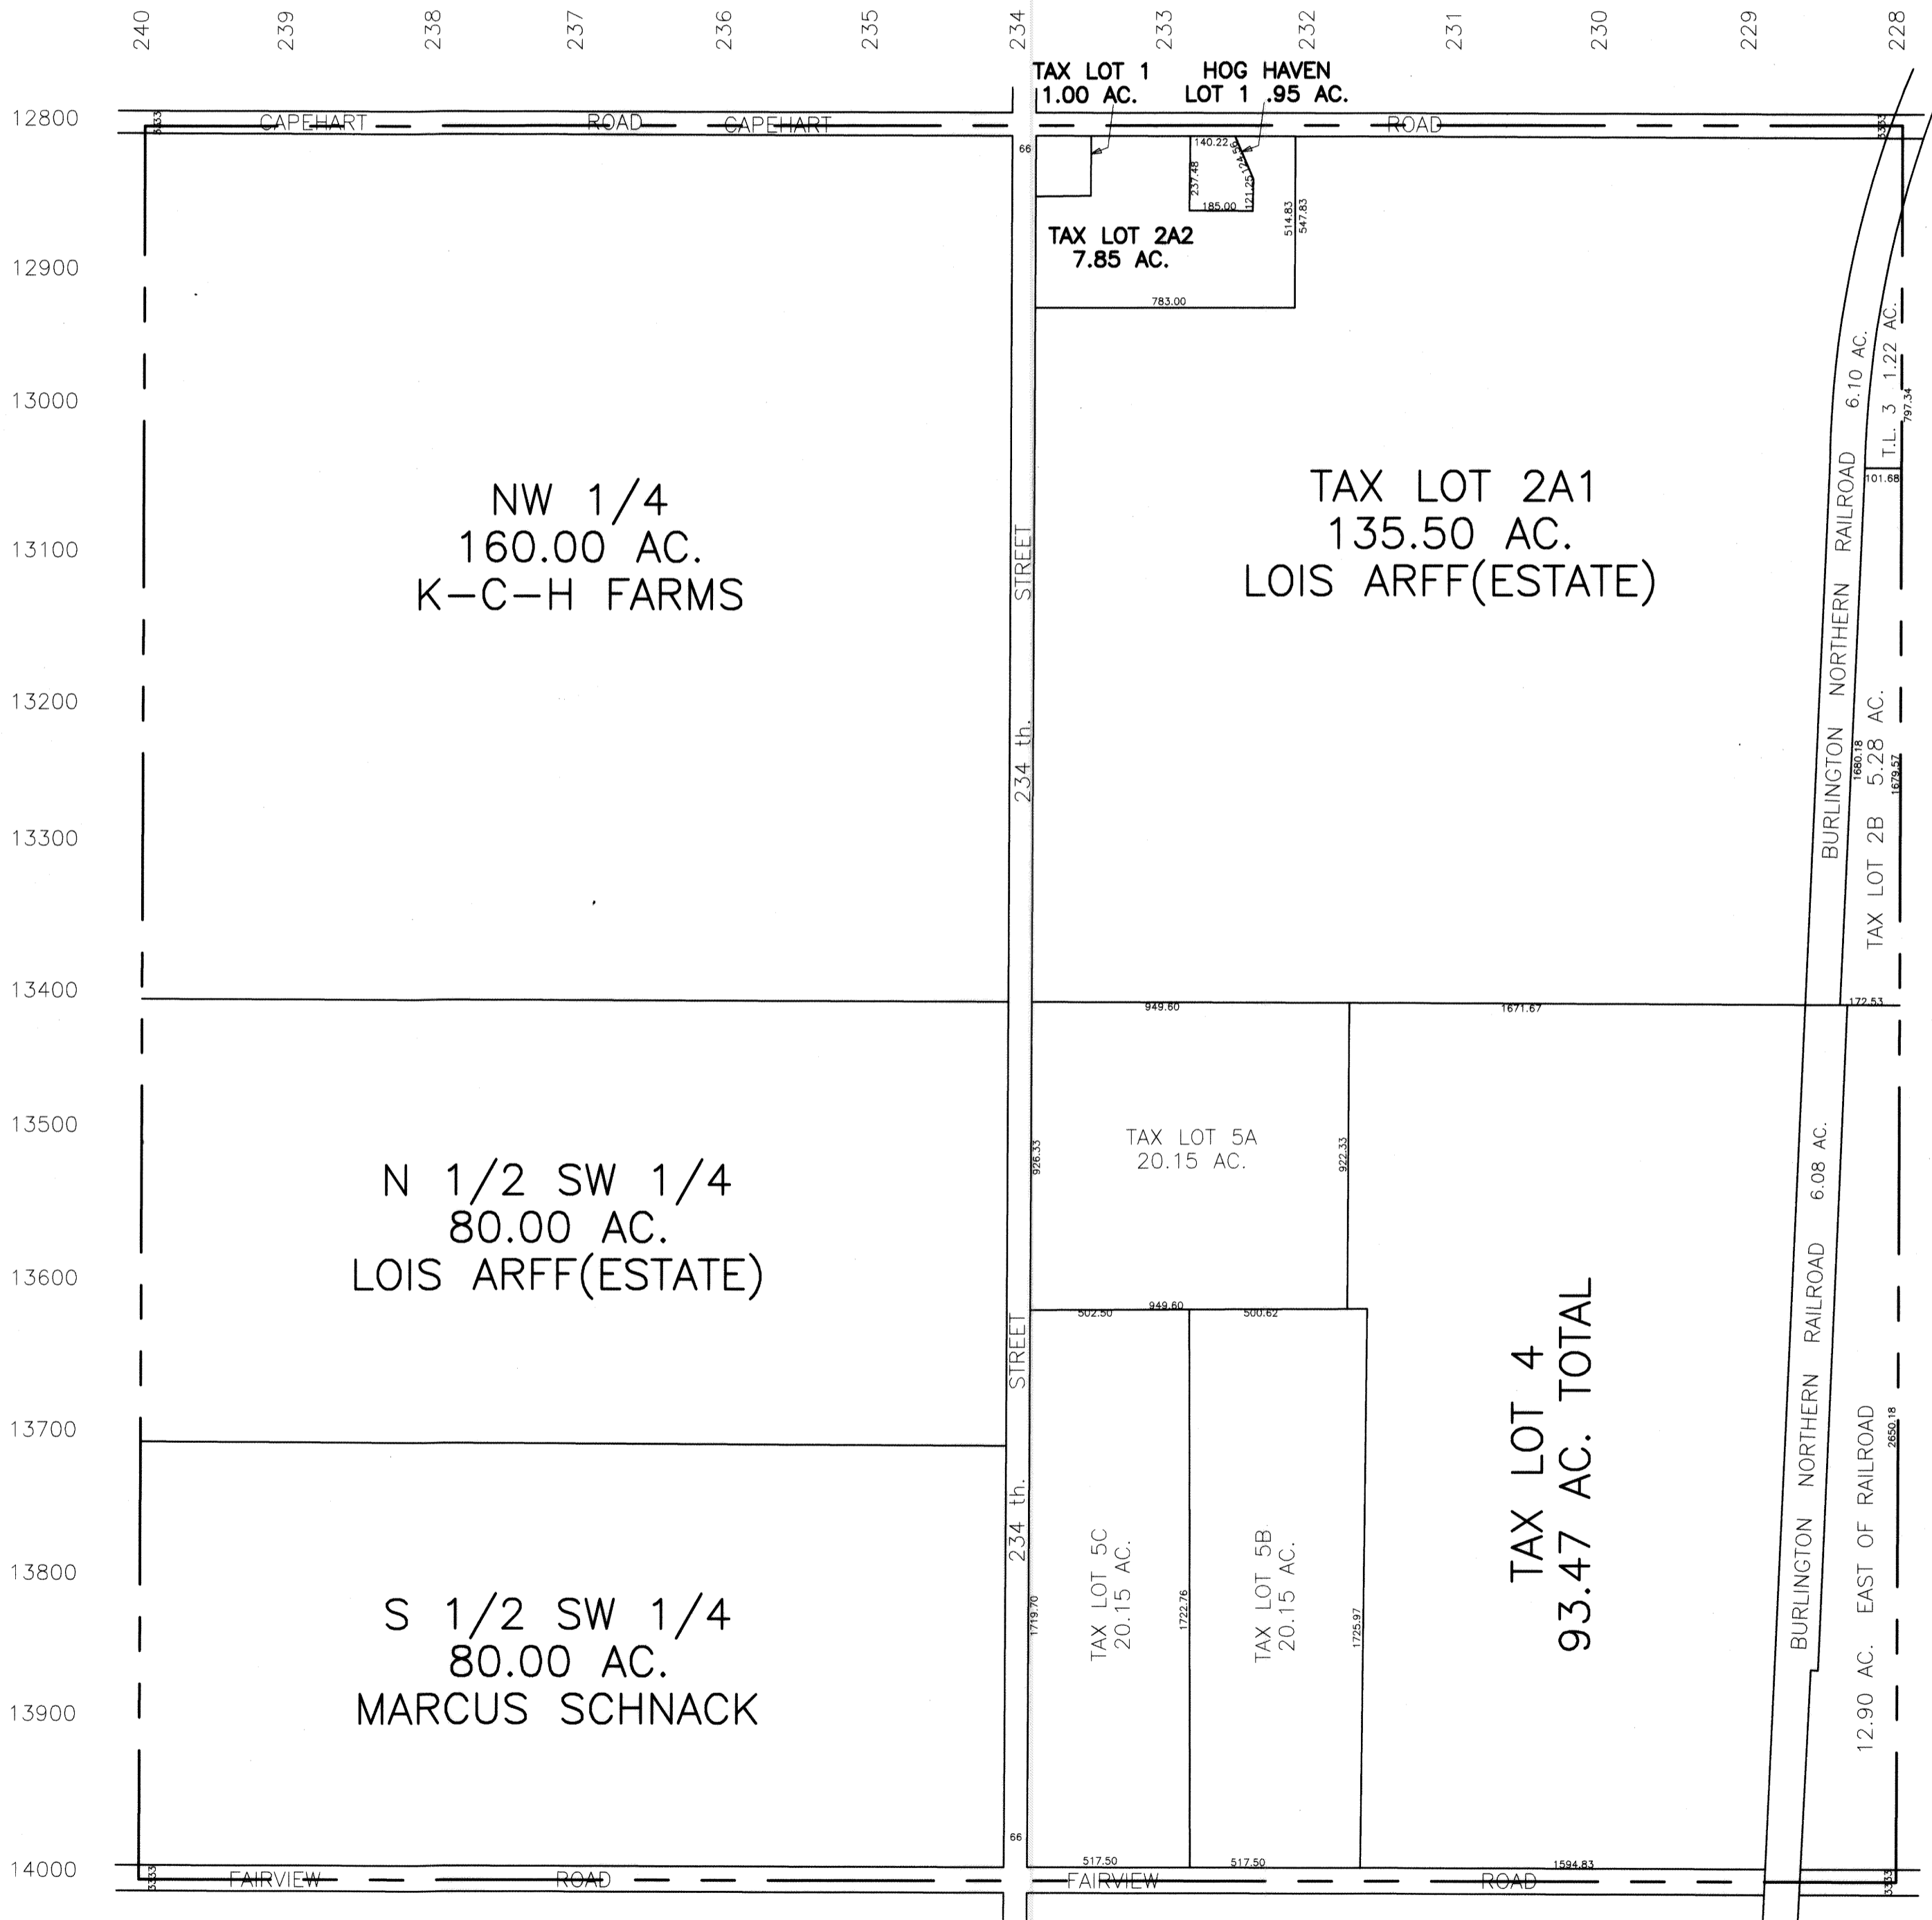 240 239 238 237 236 235 234 233 232 231 230 229 228
TAX LOT 1
1.00 AC.
HOG HAVEN
LOT 1 .95 AC.
12800
3333
CAPEHART ROAD CAPEHART ROAD
3333
66
140.22
124.56
237.48
121.25
185.00
514.83
547.83
TAX LOT 2A2
7.85 AC.
783.00
12900
13000
13100
13200
13300
13400
13500
13600
13700
13800
13900
14000
NW 1/4
160.00 AC.
K-C-H FARMS
234 th. STREET
TAX LOT 2A1
135.50 AC.
LOIS ARFF(ESTATE)
BURLINGTON NORTHERN RAILROAD 6.10 AC.
T.L. 3 1.22 AC.
797.34
101.68
TAX LOT 2B 5.28 AC.
1680.18
1679.57
172.53
949.60
1671.67
N 1/2 SW 1/4
80.00 AC.
LOIS ARFF(ESTATE)
926.33
TAX LOT 5A
20.15 AC.
922.33
949.60
502.50
500.62
234 th. STREET
S 1/2 SW 1/4
80.00 AC.
MARCUS SCHNACK
1719.70
TAX LOT 5C
20.15 AC.
1722.76
TAX LOT 5B
20.15 AC.
1725.97
TAX LOT 4
93.47 AC. TOTAL
BURLINGTON NORTHERN RAILROAD 6.08 AC.
12.90 AC. EAST OF RAILROAD
2650.18
66
517.50
517.50
1594.83
3333
FAIRVIEW ROAD FAIRVIEW ROAD
3333